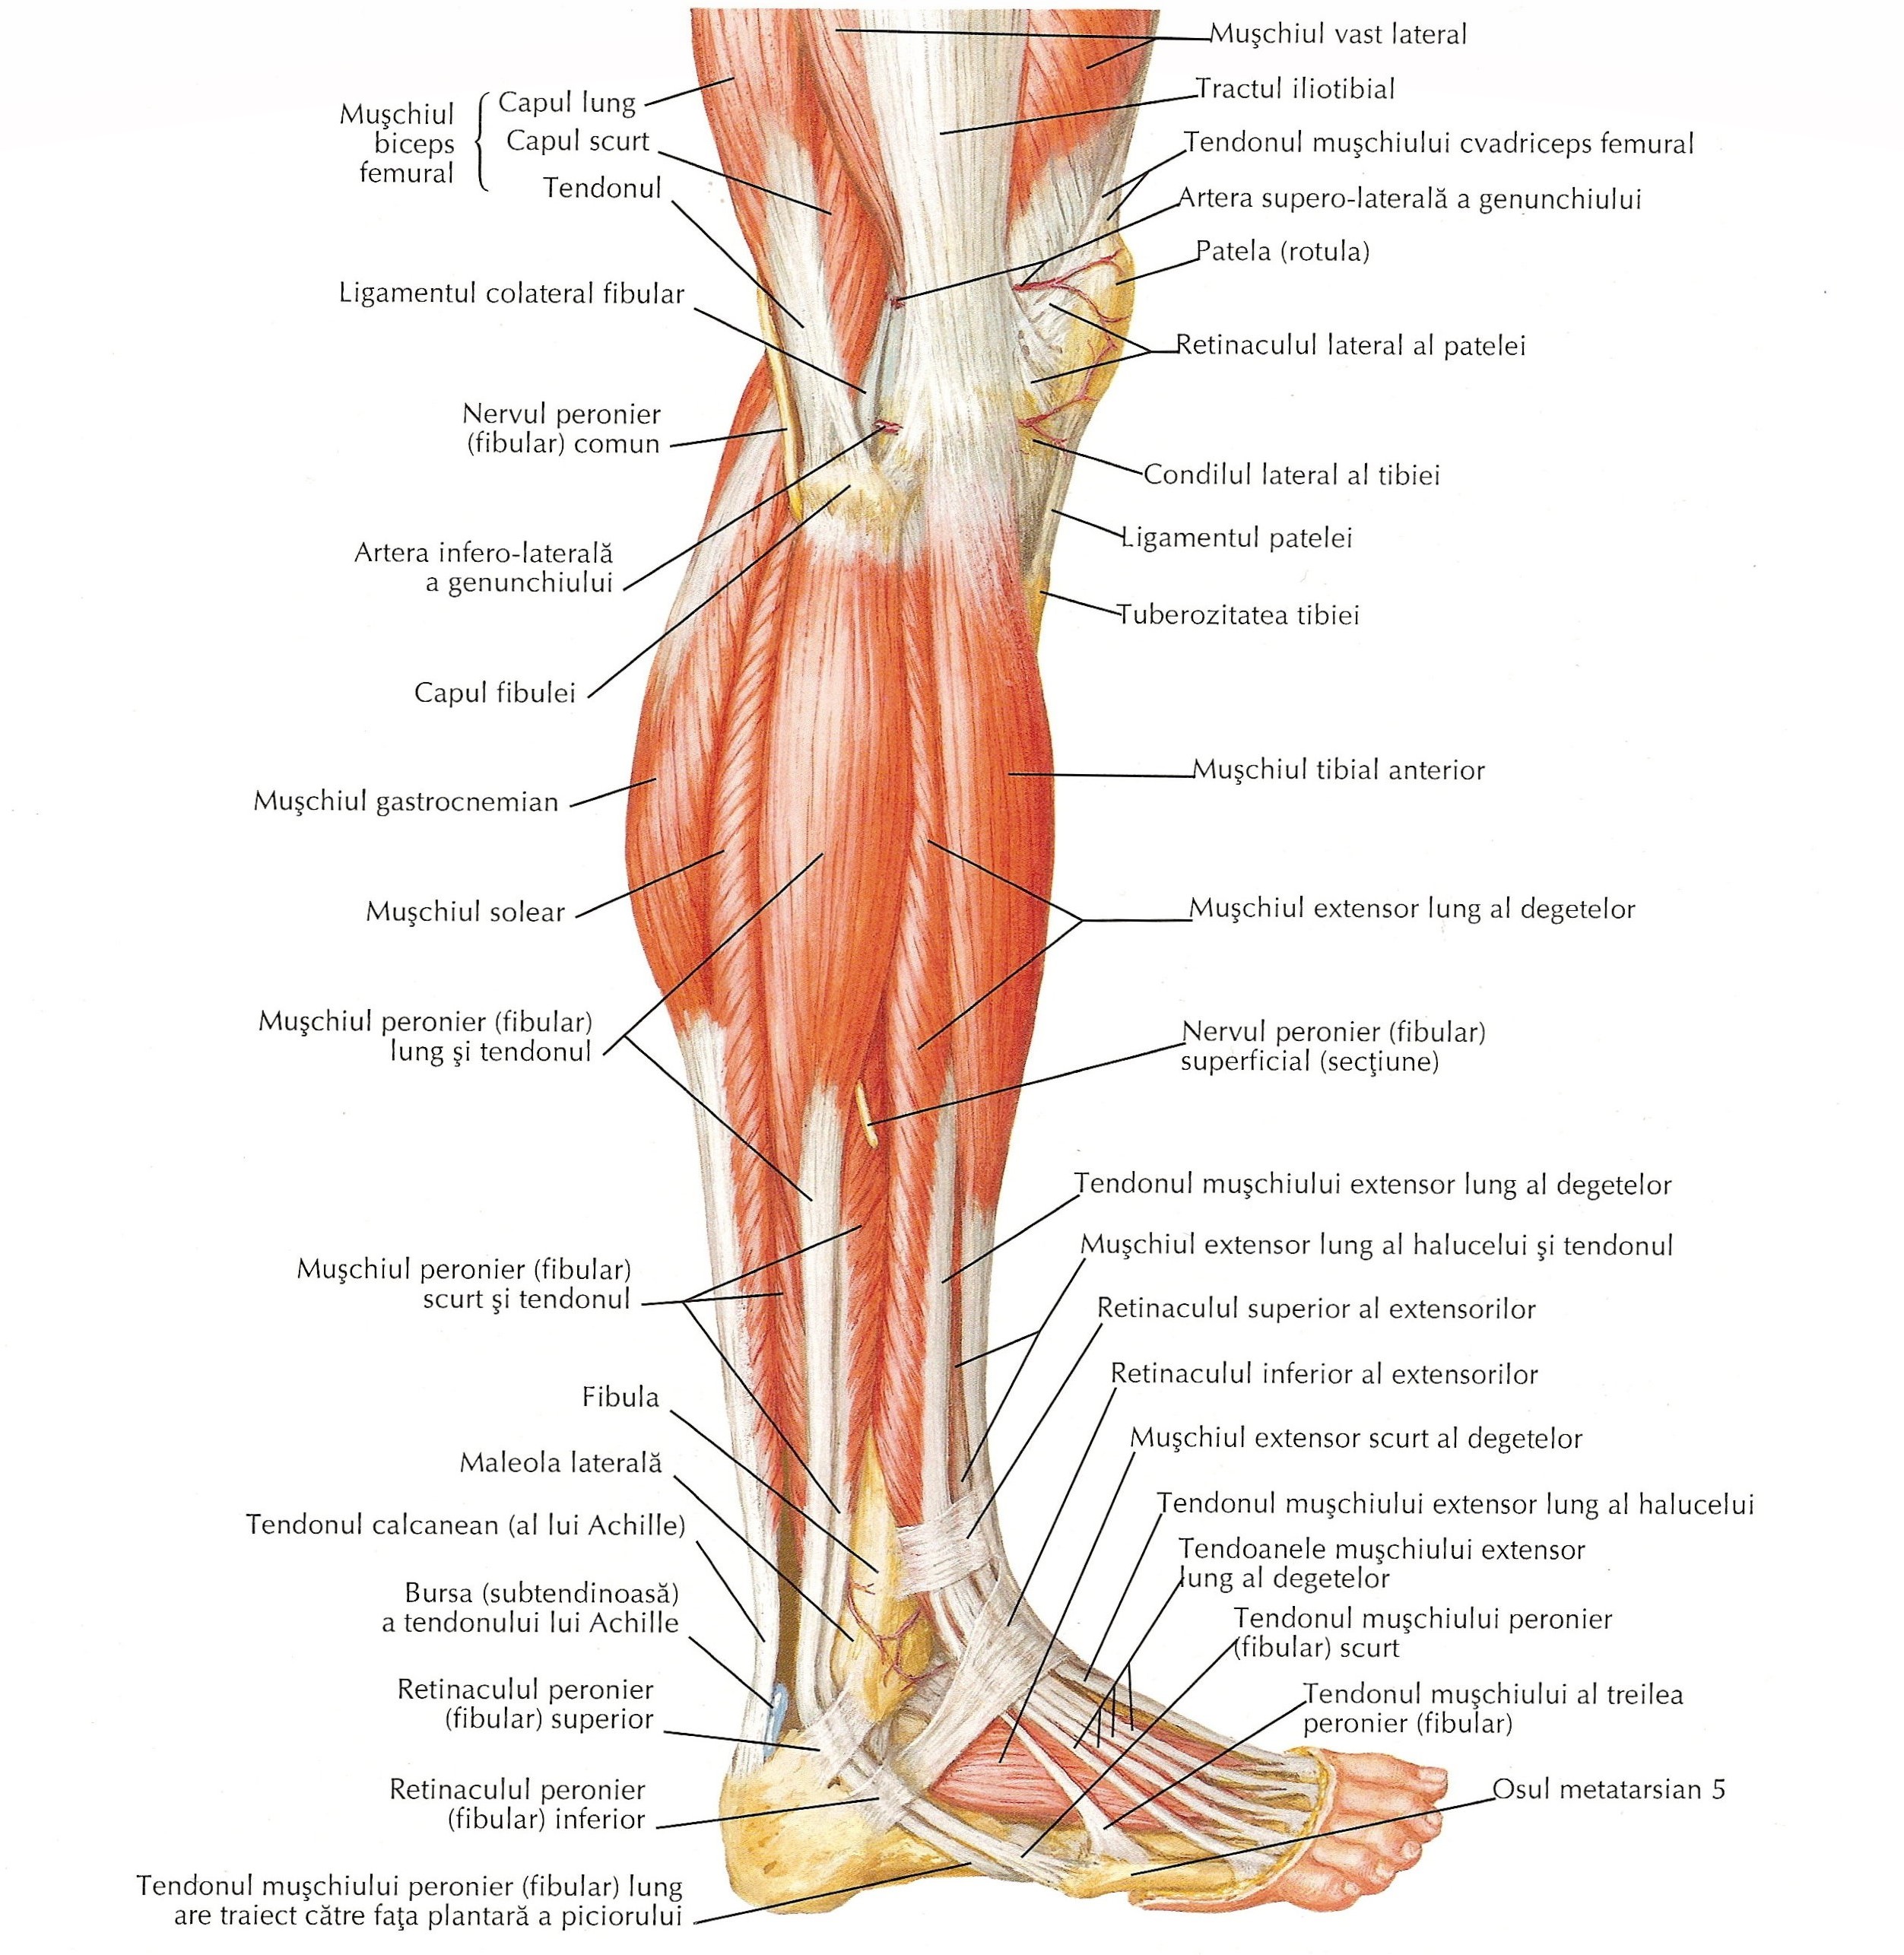 Muşchiul vast lateral
Tractul iliotibial
Tendonul muşchiului cvadriceps femural
Artera supero-laterală a genunchiului
Patela (rotula)
Retinaculul lateral al patelei
Condilul lateral al tibiei
Ligamentul patelei
Tuberozitatea tibiei
Muşchiul tibial anterior
Muşchiul extensor lung al degetelor
Nervul peronier (fibular)
superficial (secţiune)
Tendonul muşchiului extensor lung al degetelor
Muşchiul extensor lung al halucelui şi tendonul
Retinaculul superior al extensorilor
Retinaculul inferior al extensorilor
Muşchiul extensor scurt al degetelor
Tendonul muşchiului extensor lung al halucelui
Tendoanele muşchiului extensor
lung al degetelor
Tendonul muşchiului peronier
(fibular) scurt
Tendonul muşchiului al treilea
peronier (fibular)
Osul metatarsian 5
Muşchiul
biceps
femural
Capul lung
Capul scurt
Tendonul
Ligamentul colateral fibular
Nervul peronier
(fibular) comun
Artera infero-laterală
a genunchiului
Capul fibulei
Muşchiul gastrocnemian
Muşchiul solear
Muşchiul peronier (fibular)
lung şi tendonul
Muşchiul peronier (fibular)
scurt şi tendonul
Fibula
Maleola laterală
Tendonul calcanean (al lui Achille)
Bursa (subtendinoasă)
a tendonului lui Achille
Retinaculul peronier
(fibular) superior
Retinaculul peronier
(fibular) inferior
Tendonul muşchiului peronier (fibular) lung
are traiect către faţa plantară a piciorului